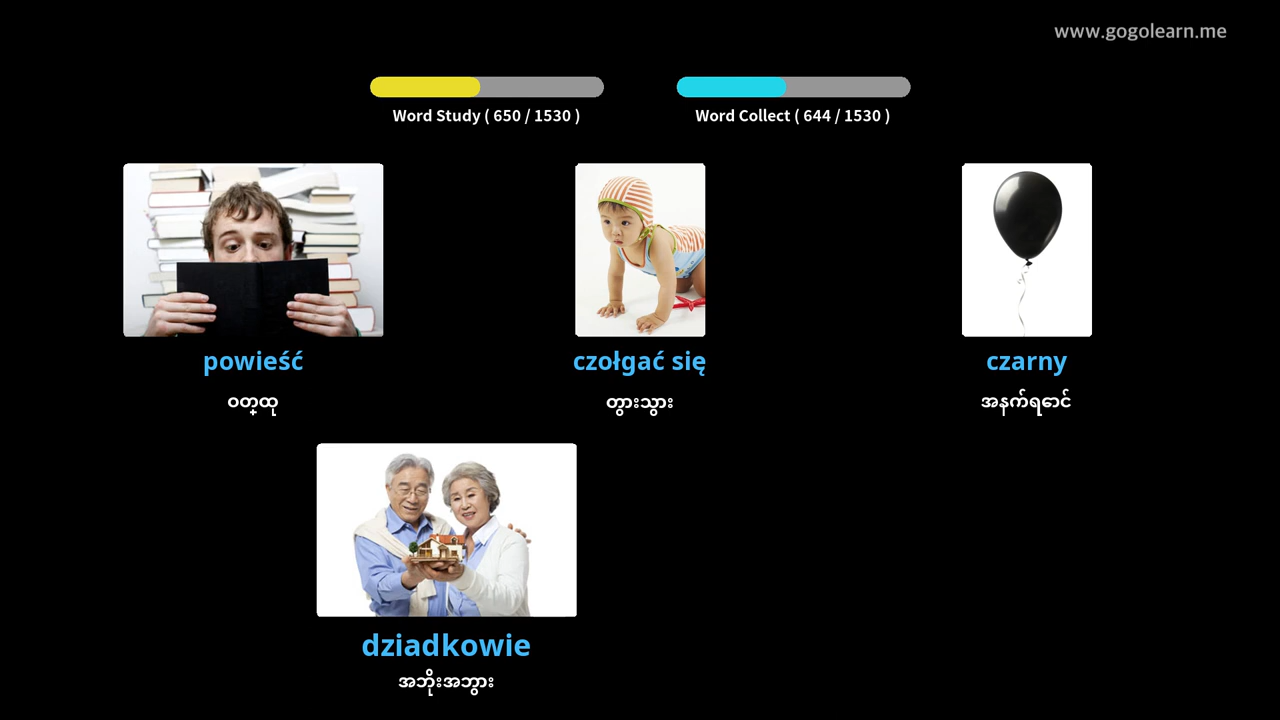 www.gogolearn.me
Word Study ( 650 / 1530 )
Word Collect ( 644 / 1530 )
powieść
czołgać się
czarny
ဝတ္ထု
တွားသွား
အနက်ရောင်
dziadkowie
အဘိုးအဘွား